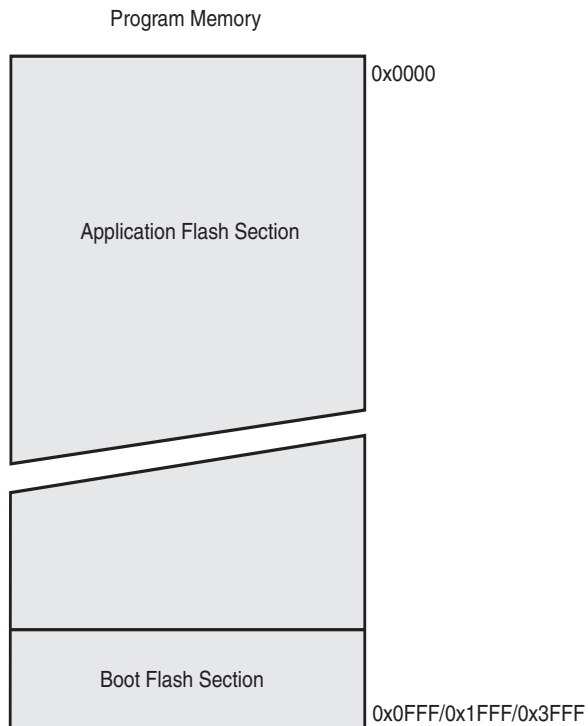 Program Memory
0x0000
Application Flash Section
Boot Flash Section
0x0FFF/0x1FFF/0x3FFF